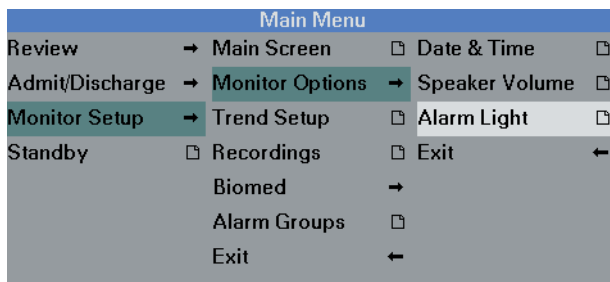 Main Menu
Review → Main Screen Date & Time
Admit/Discharge → Monitor Options → Speaker Volume
Monitor Setup → Trend Setup Alarm Light
Standby Recordings Exit ←
Biomed →
Alarm Groups
Exit ←